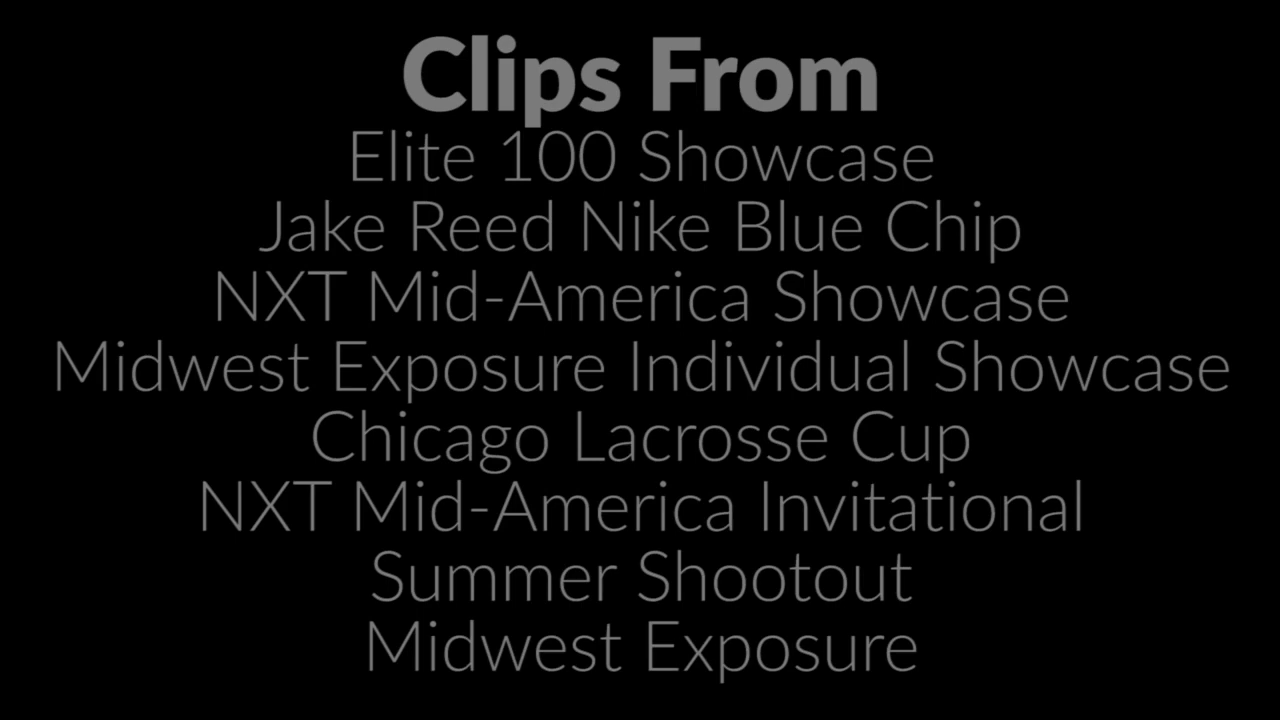 Clips From
Elite 100 Showcase
Jake Reed Nike Blue Chip
NXT Mid-America Showcase
Midwest Exposure Individual Showcase
Chicago Lacrosse Cup
NXT Mid-America Invitational
Summer Shootout
Midwest Exposure